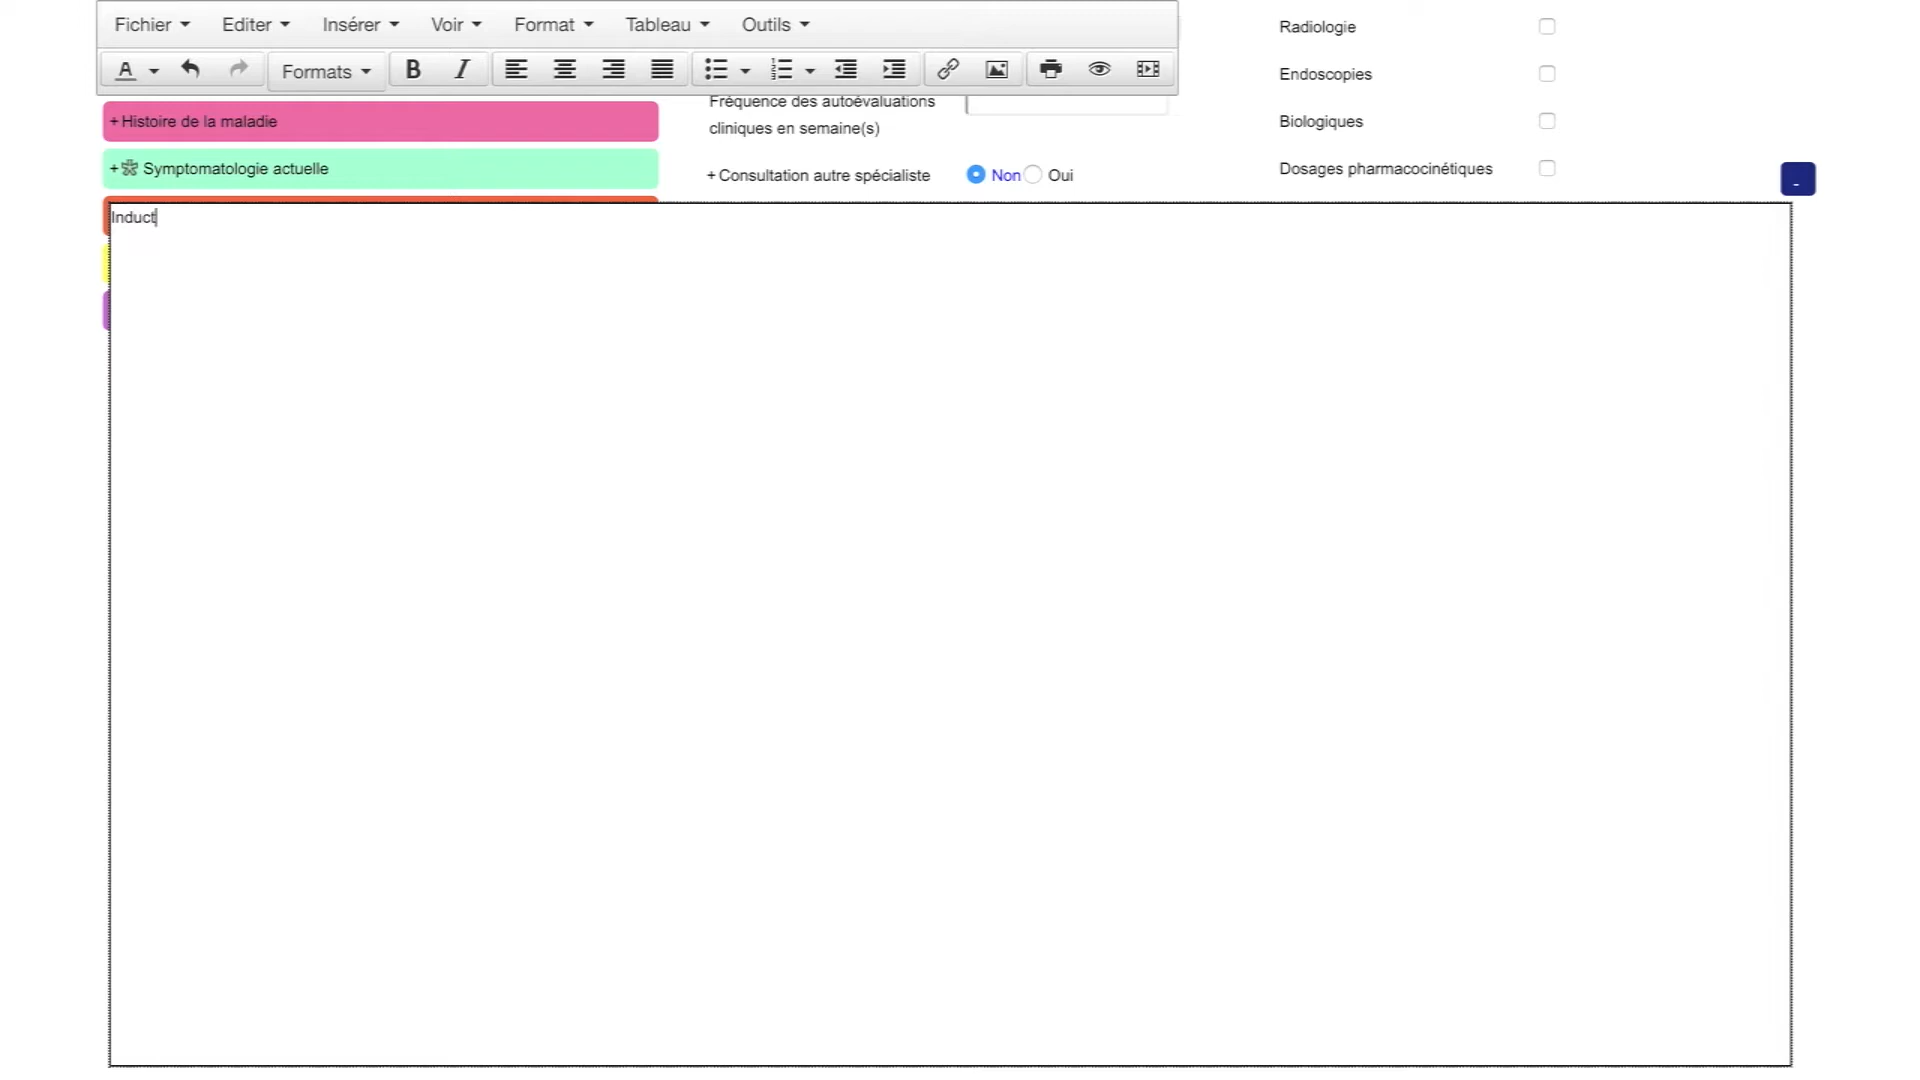 Fichier Editer Insérer Voir Format Tableau Outils
A Formats B I
Radiologie
Endoscopies
Biologiques
Dosages pharmacocinétiques
+ Histoire de la maladie
+ Symptomatologie actuelle
Fréquence des autoévaluations
cliniques en semaine(s)
+ Consultation autre spécialiste Non Oui
-
Induct